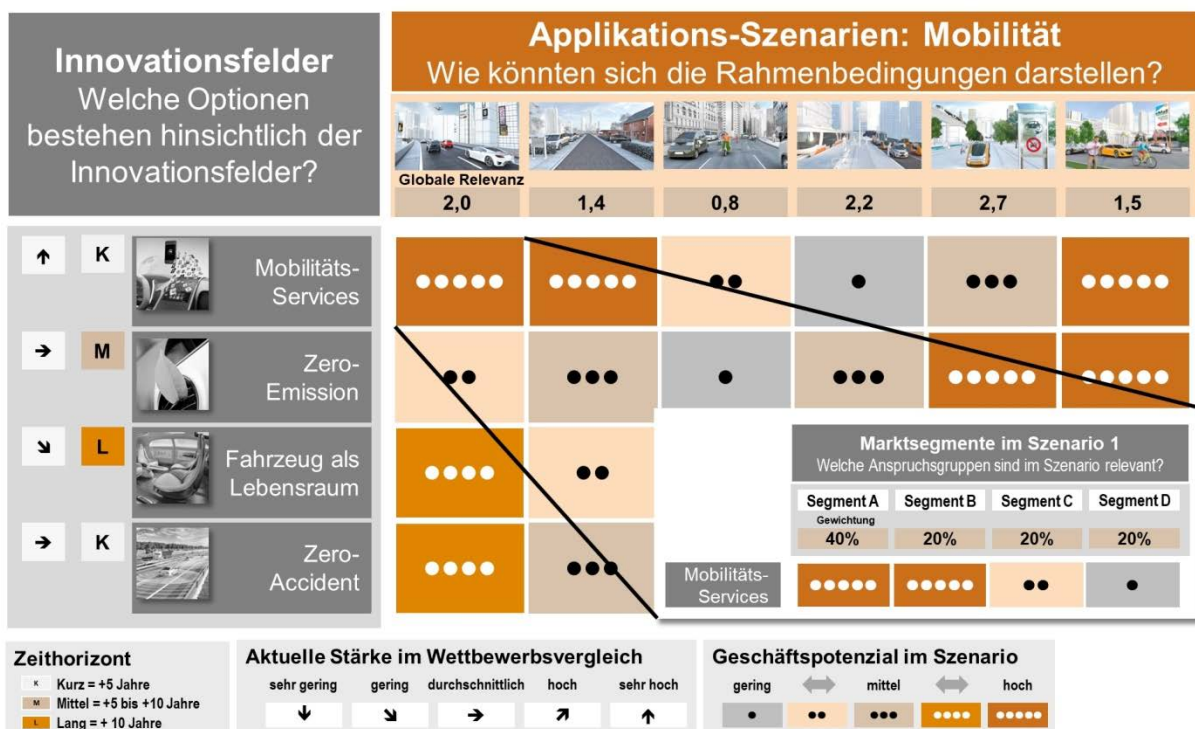 Innovationsfelder
Welche Optionen
bestehen hinsichtlich der
Innovationsfelder?
Applikations-Szenarien: Mobilität
Wie könnten sich die Rahmenbedingungen darstellen?
Globale Relevanz
2,0 1,4 0,8 2,2 2,7 1,5
K Mobilitäts-
Services
M Zero-
Emission
L Fahrzeug als
Lebensraum
K Zero-
Accident
Marktsegmente im Szenario 1
Welche Anspruchsgruppen sind im Szenario relevant?
Segment A Segment B Segment C Segment D
Gewichtung
40% 20% 20% 20%
Mobilitäts-
Services
Zeithorizont
K Kurz = +5 Jahre
M Mittel = +5 bis +10 Jahre
L Lang = + 10 Jahre
Aktuelle Stärke im Wettbewerbsvergleich
sehr gering gering durchschnittlich hoch sehr hoch
Geschäftspotenzial im Szenario
gering mittel hoch